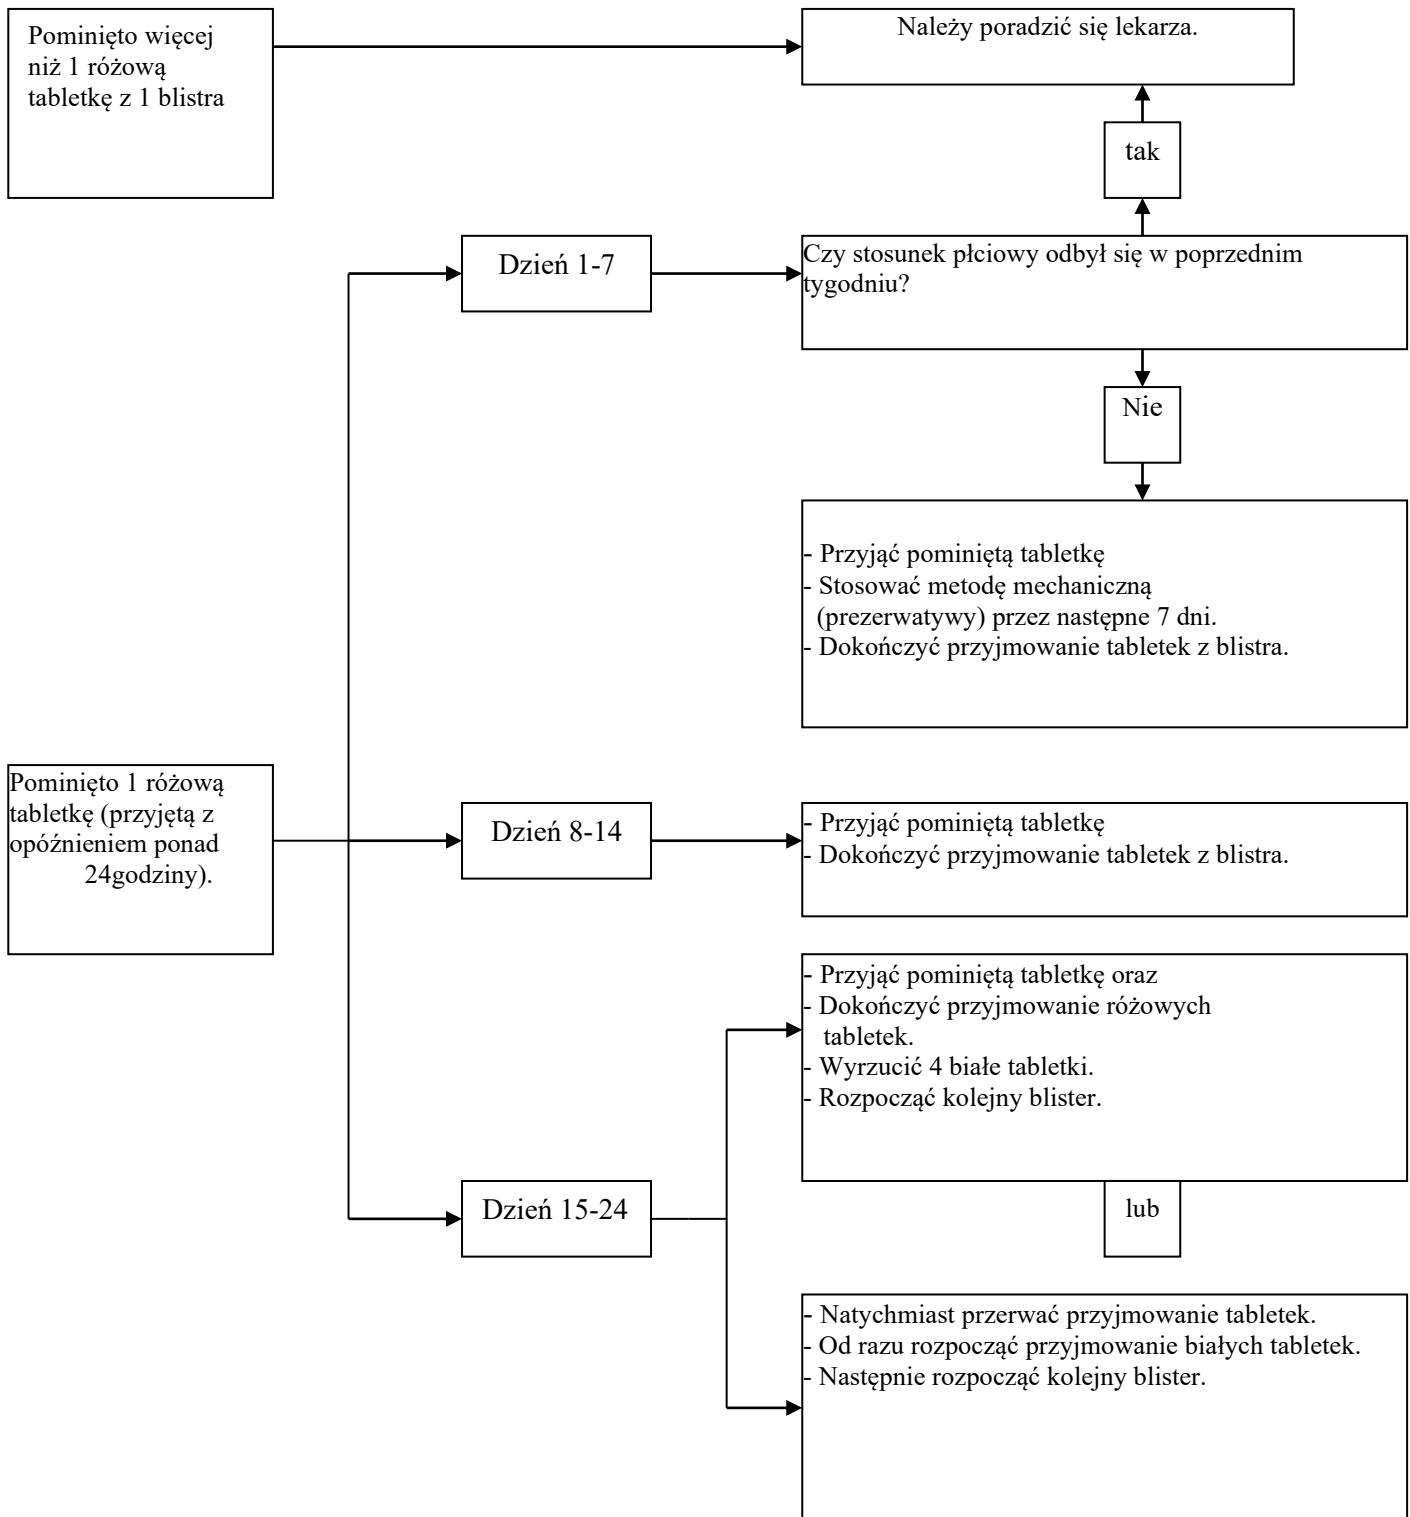 Pominięto więcej
niż 1 różową
tabletkę z 1 blistra
Należy poradzić się lekarza.
tak
Dzień 1-7
Czy stosunek płciowy odbył się w poprzednim
tygodniu?
Nie
- Przyjąć pominiętą tabletkę
- Stosować metodę mechaniczną
(prezerwatywy) przez następne 7 dni.
- Dokończyć przyjmowanie tabletek z blistra.
Pominięto 1 różową
tabletkę (przyjętą z
opóźnieniem ponad
24godziny).
Dzień 8-14
- Przyjąć pominiętą tabletkę
- Dokończyć przyjmowanie tabletek z blistra.
- Przyjąć pominiętą tabletkę oraz
- Dokończyć przyjmowanie różowych
tabletek.
- Wyrzucić 4 białe tabletki.
- Rozpocząć kolejny blister.
Dzień 15-24
lub
- Natychmiast przerwać przyjmowanie tabletek.
- Od razu rozpocząć przyjmowanie białych tabletek.
- Następnie rozpocząć kolejny blister.